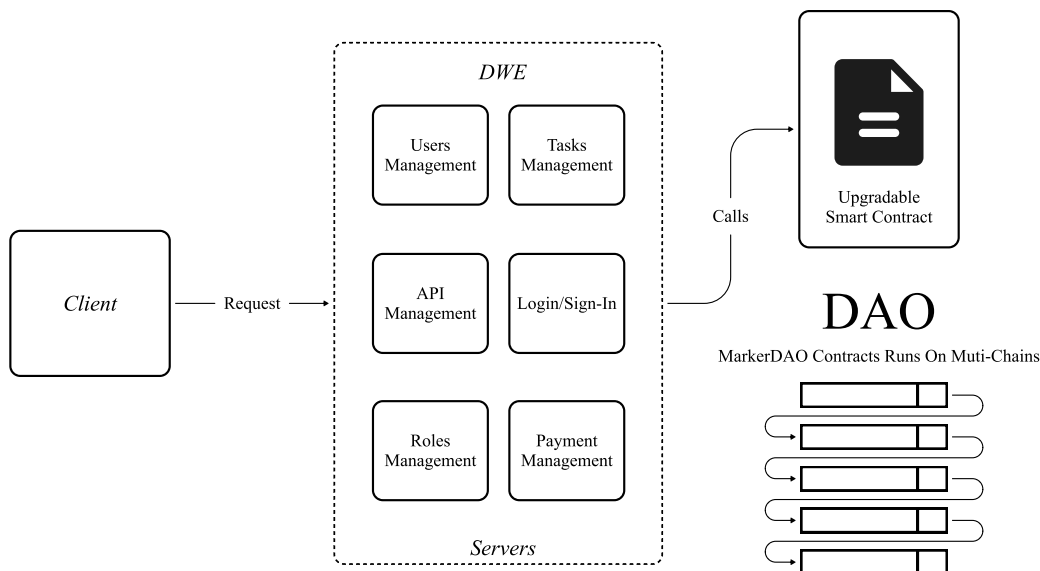 DWE
Users
Management
Tasks
Management
Upgradable
Smart Contract
Calls
Client
Request
API
Management
Login/Sign-In
DAO
MarkerDAO Contracts Runs On Muti-Chains
Roles
Management
Payment
Management
Servers